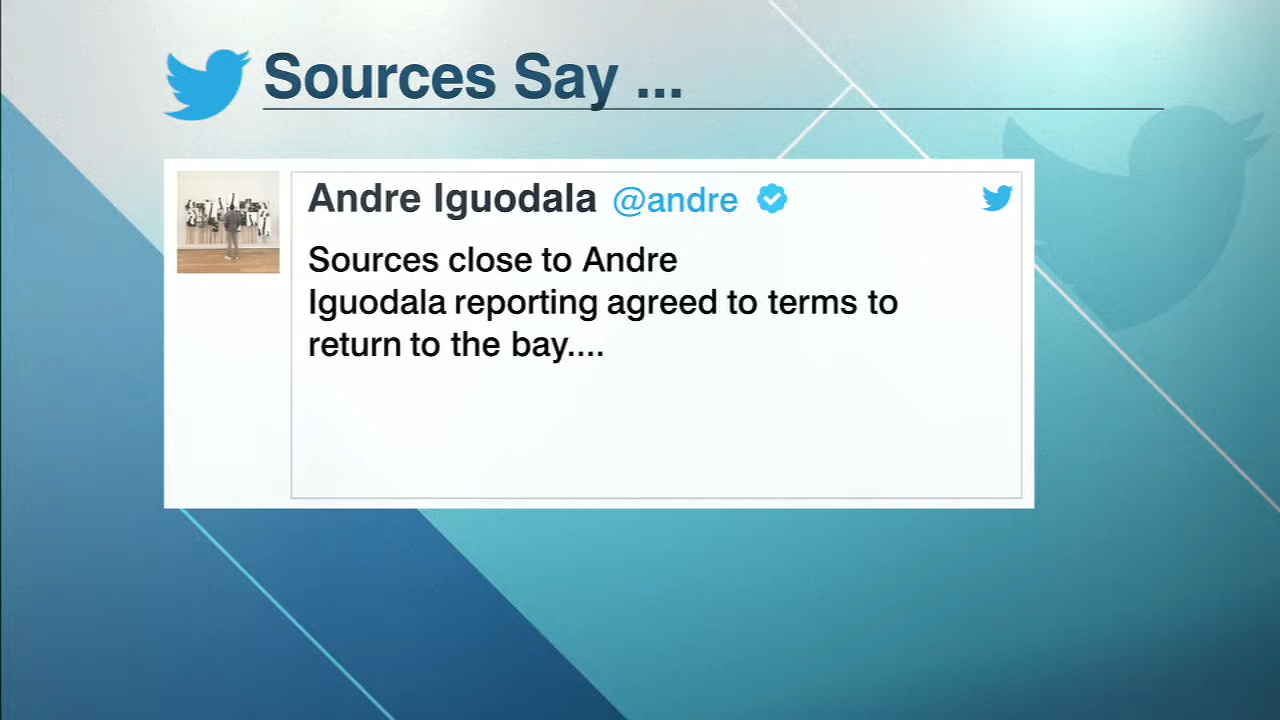 Sources Say ...
Andre Iguodala @andre
Sources close to Andre
Iguodala reporting agreed to terms to
return to the bay....